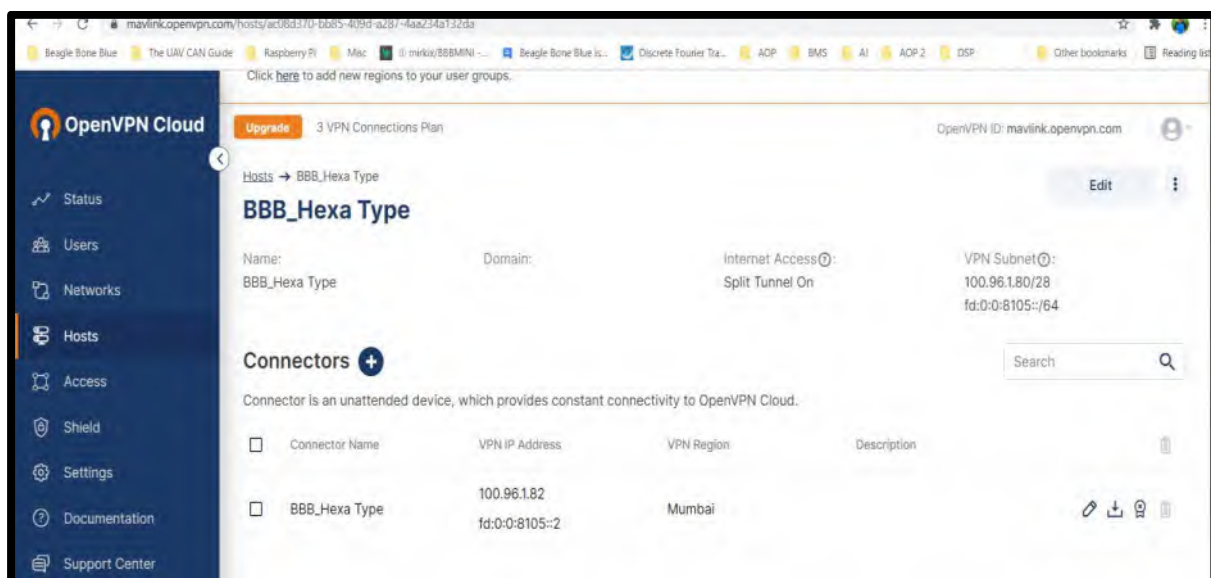 mavlink.openvpn.com/hosts/ac08d370-bb85-409d-a287-4aa234a132da
Beagle Bone Blue The UAV CAN Guide Raspberry Pi Misc mirkix/BBBMINI -... Beagle Bone Blue is... Discrete Fourier Tra... AOP BMS AI AOP 2 DSP Other bookmarks Reading list
Click here to add new regions to your user groups.
OpenVPN Cloud
Upgrade 3 VPN Connections Plan OpenVPN ID: mavlink.openvpn.com
Hosts → BBB_Hexa Type
Edit
BBB_Hexa Type
Status
Users
Networks
Hosts
Access
Shield
Settings
Documentation
Support Center
Name: Domain: Internet Access?: VPN Subnet?:
BBB_Hexa Type Split Tunnel On 100.96.1.80/28
fd:0:0:8105::/64
Connectors +
Search
Connector is an unattended device, which provides constant connectivity to OpenVPN Cloud.
Connector Name VPN IP Address VPN Region Description
BBB_Hexa Type 100.96.1.82 Mumbai
fd:0:0:8105::2